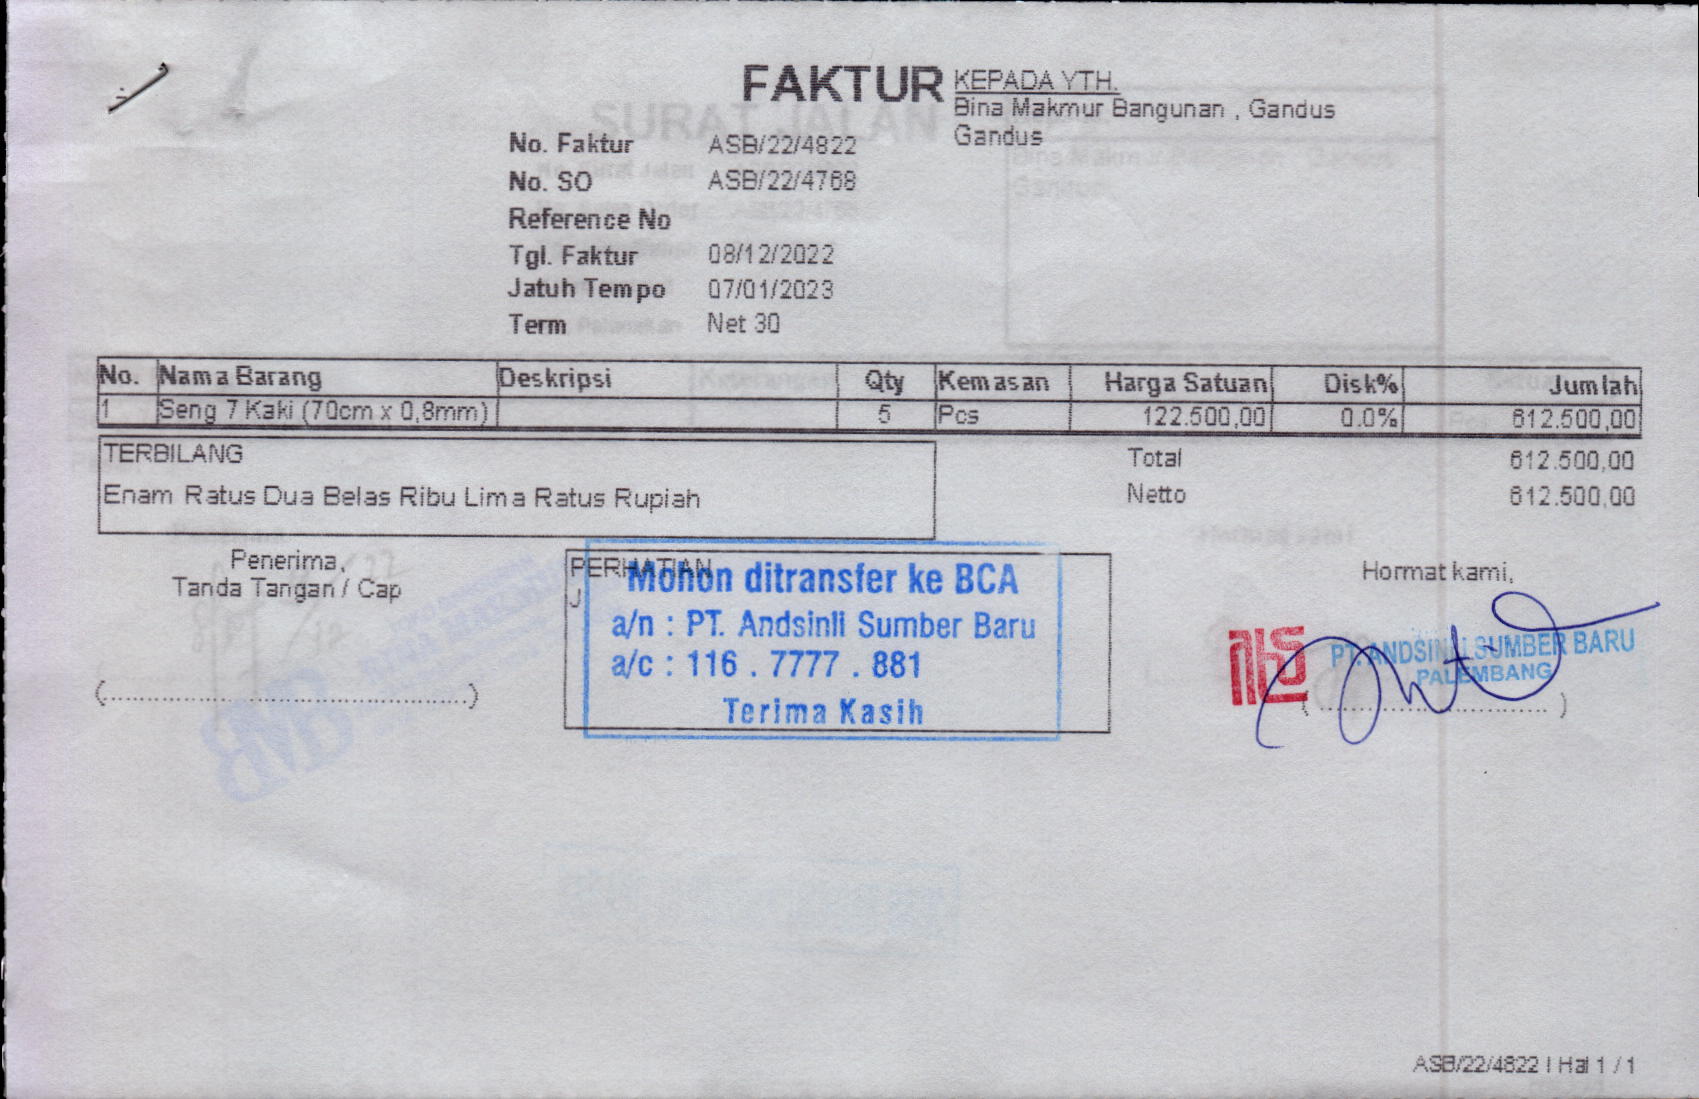 FAKTUR
KEPADA YTH.
Bina Makmur Bangunan , Gandus
Gandus
No. Faktur ASB/22/4822
No. SO ASB/22/4768
Reference No
Tgl. Faktur 08/12/2022
Jatuh Tempo 07/01/2023
Term Net 30
No. Nama Barang Deskripsi Qty Kemasan Harga Satuan Disk% Jumlah
1 Seng 7 Kaki (70cm x 0,8mm) 5 Pcs 122.500,00 0.0% 612.500,00
TERBILANG
Enam Ratus Dua Belas Ribu Lima Ratus Rupiah
Total 612.500,00
Netto 612.500,00
Penerima,
Tanda Tangan / Cap
(............................................)
PERHATIAN
J
Mohon ditransfer ke BCA
a/n : PT. Andsinli Sumber Baru
a/c : 116 . 7777 . 881
Terima Kasih
Hormat kami,
PT. ANDSINLI SUMBER BARU
PALEMBANG
(............................)
ASB/22/4822 | Hal 1 / 1